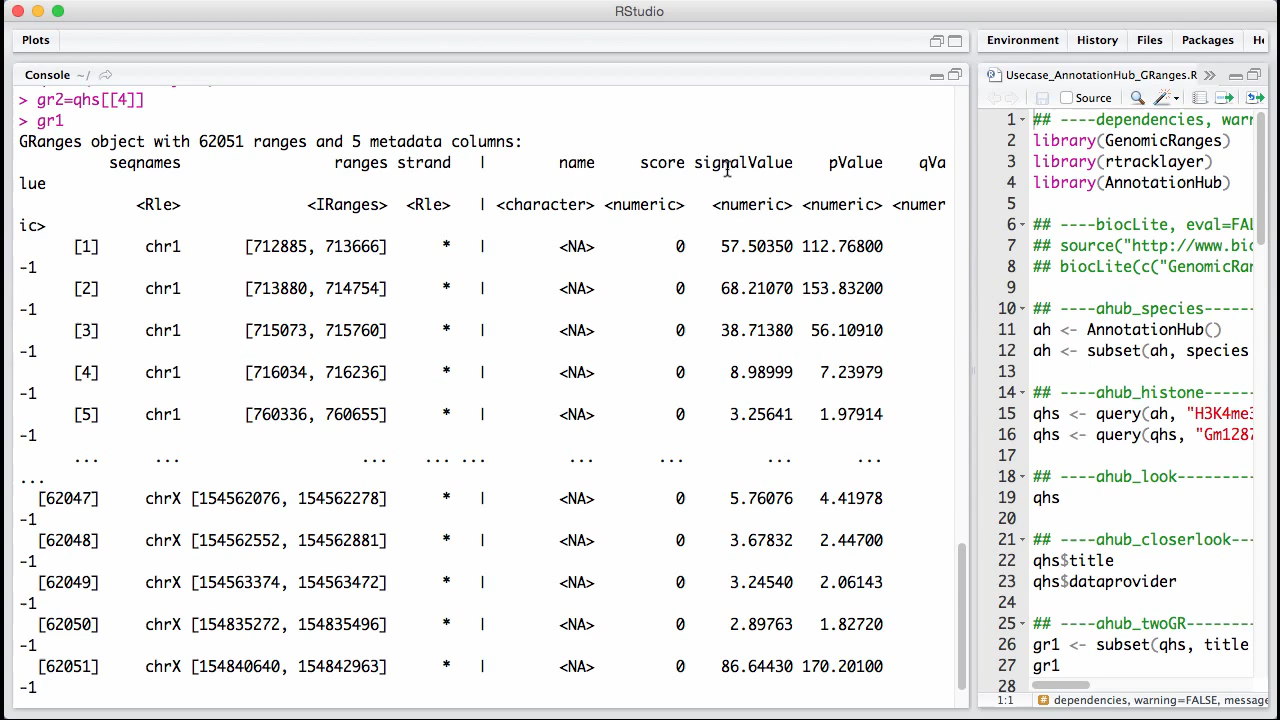 RStudio
Plots
Console ~/
> gr2=qhs[[4]]
> gr1
GRanges object with 62051 ranges and 5 metadata columns:
seqnames ranges strand | name score signalValue pValue qVa
lue
<Rle> <IRanges> <Rle> | <character> <numeric> <numeric> <numeric> <numer
ic>
[1] chr1 [712885, 713666] * | <NA> 0 57.50350 112.76800
-1
[2] chr1 [713880, 714754] * | <NA> 0 68.21070 153.83200
-1
[3] chr1 [715073, 715760] * | <NA> 0 38.71380 56.10910
-1
[4] chr1 [716034, 716236] * | <NA> 0 8.98999 7.23979
-1
[5] chr1 [760336, 760655] * | <NA> 0 3.25641 1.97914
-1
... ... ... ... ... ... ... ... ...
...
[62047] chrX [154562076, 154562278] * | <NA> 0 5.76076 4.41978
-1
[62048] chrX [154562552, 154562881] * | <NA> 0 3.67832 2.44700
-1
[62049] chrX [154563374, 154563472] * | <NA> 0 3.24540 2.06143
-1
[62050] chrX [154835272, 154835496] * | <NA> 0 2.89763 1.82720
-1
[62051] chrX [154840640, 154842963] * | <NA> 0 86.64430 170.20100
-1
Environment History Files Packages He
Usecase_AnnotationHub_GRanges.R
Source
1 ## ----dependencies, warr
2 library(GenomicRanges)
3 library(rtracklayer)
4 library(AnnotationHub)
5
6 ## ----biocLite, eval=FAL
7 ## source("http://www.bio
8 ## biocLite(c("GenomicRar
9
10 ## ----ahub_species------
11 ah <- AnnotationHub()
12 ah <- subset(ah, species
13
14 ## ----ahub_histone------
15 qhs <- query(ah, "H3K4me3
16 qhs <- query(qhs, "Gm1287
17
18 ## ----ahub_look---------
19 qhs
20
21 ## ----ahub_closerlook---
22 qhs$title
23 qhs$dataprovider
24
25 ## ----ahub_twoGR--------
26 gr1 <- subset(qhs, title
27 gr1
28
1:1 dependencies, warning=FALSE, message